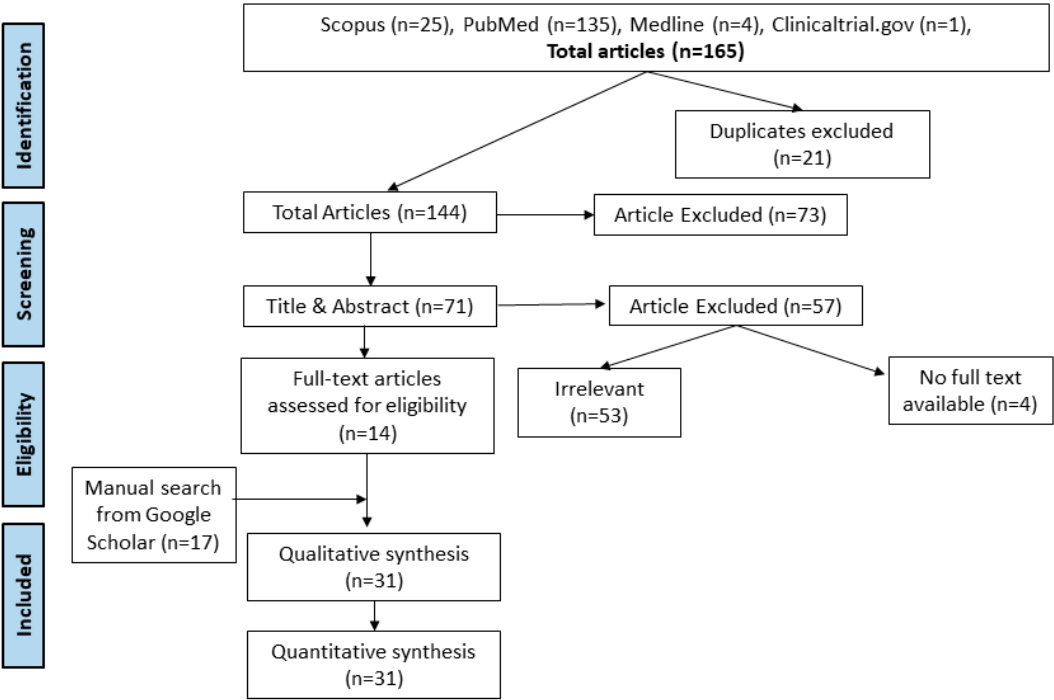 Identification
Scopus (n=25), PubMed (n=135), Medline (n=4), Clinicaltrial.gov (n=1),
Total articles (n=165)
Duplicates excluded
(n=21)
Screening
Total Articles (n=144)
Article Excluded (n=73)
Title & Abstract (n=71)
Article Excluded (n=57)
Eligibility
Full-text articles
assessed for eligibility
(n=14)
Irrelevant
(n=53)
No full text
available (n=4)
Manual search
from Google
Scholar (n=17)
Included
Qualitative synthesis
(n=31)
Quantitative synthesis
(n=31)